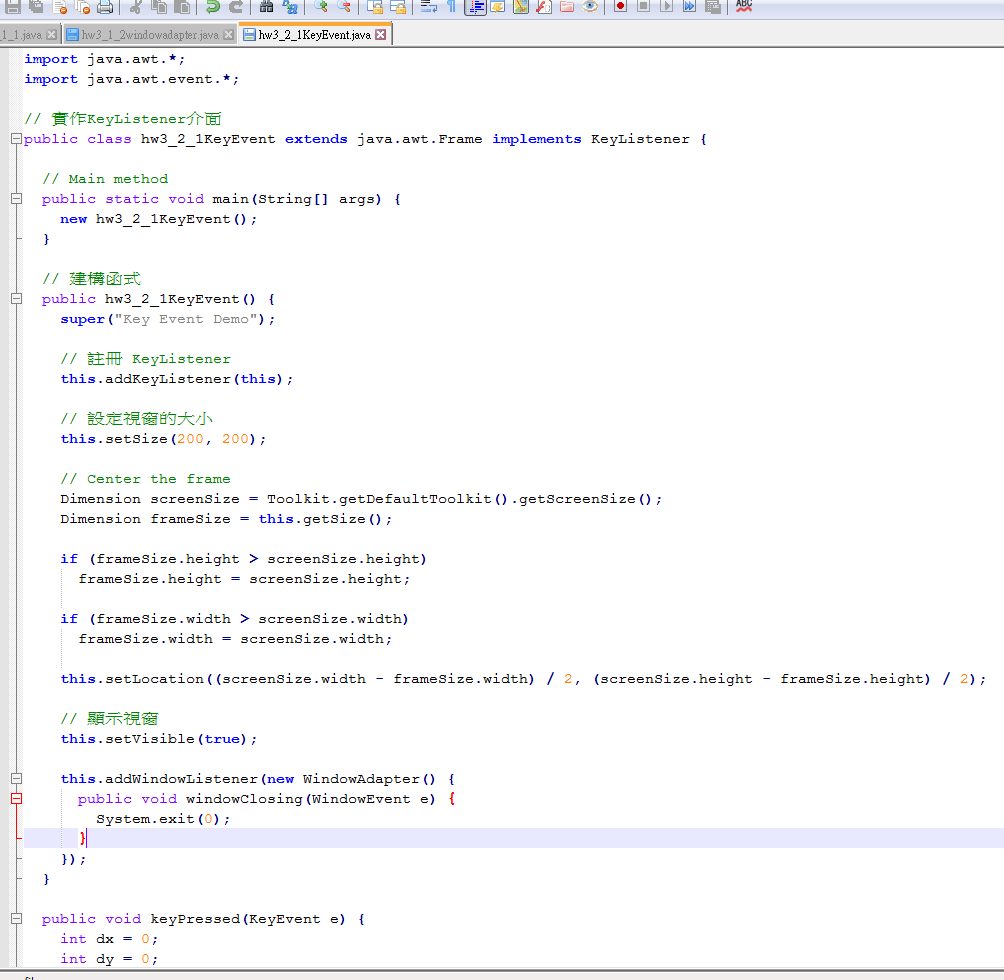 ABC
1_1.java
hw3_1_2windowadapter.java
hw3_2_1KeyEvent.java
import java.awt.*;
import java.awt.event.*;
// 實作KeyListener介面
public class hw3_2_1KeyEvent extends java.awt.Frame implements KeyListener {
// Main method
public static void main(String[] args) {
new hw3_2_1KeyEvent();
}
// 建構函式
public hw3_2_1KeyEvent() {
super("Key Event Demo");
// 註冊 KeyListener
this.addKeyListener(this);
// 設定視窗的大小
this.setSize(200, 200);
// Center the frame
Dimension screenSize = Toolkit.getDefaultToolkit().getScreenSize();
Dimension frameSize = this.getSize();
if (frameSize.height > screenSize.height)
frameSize.height = screenSize.height;
if (frameSize.width > screenSize.width)
frameSize.width = screenSize.width;
this.setLocation((screenSize.width - frameSize.width) / 2, (screenSize.height - frameSize.height) / 2);
// 顯示視窗
this.setVisible(true);
this.addWindowListener(new WindowAdapter() {
public void windowClosing(WindowEvent e) {
System.exit(0);
}
});
}
public void keyPressed(KeyEvent e) {
int dx = 0;
int dy = 0;